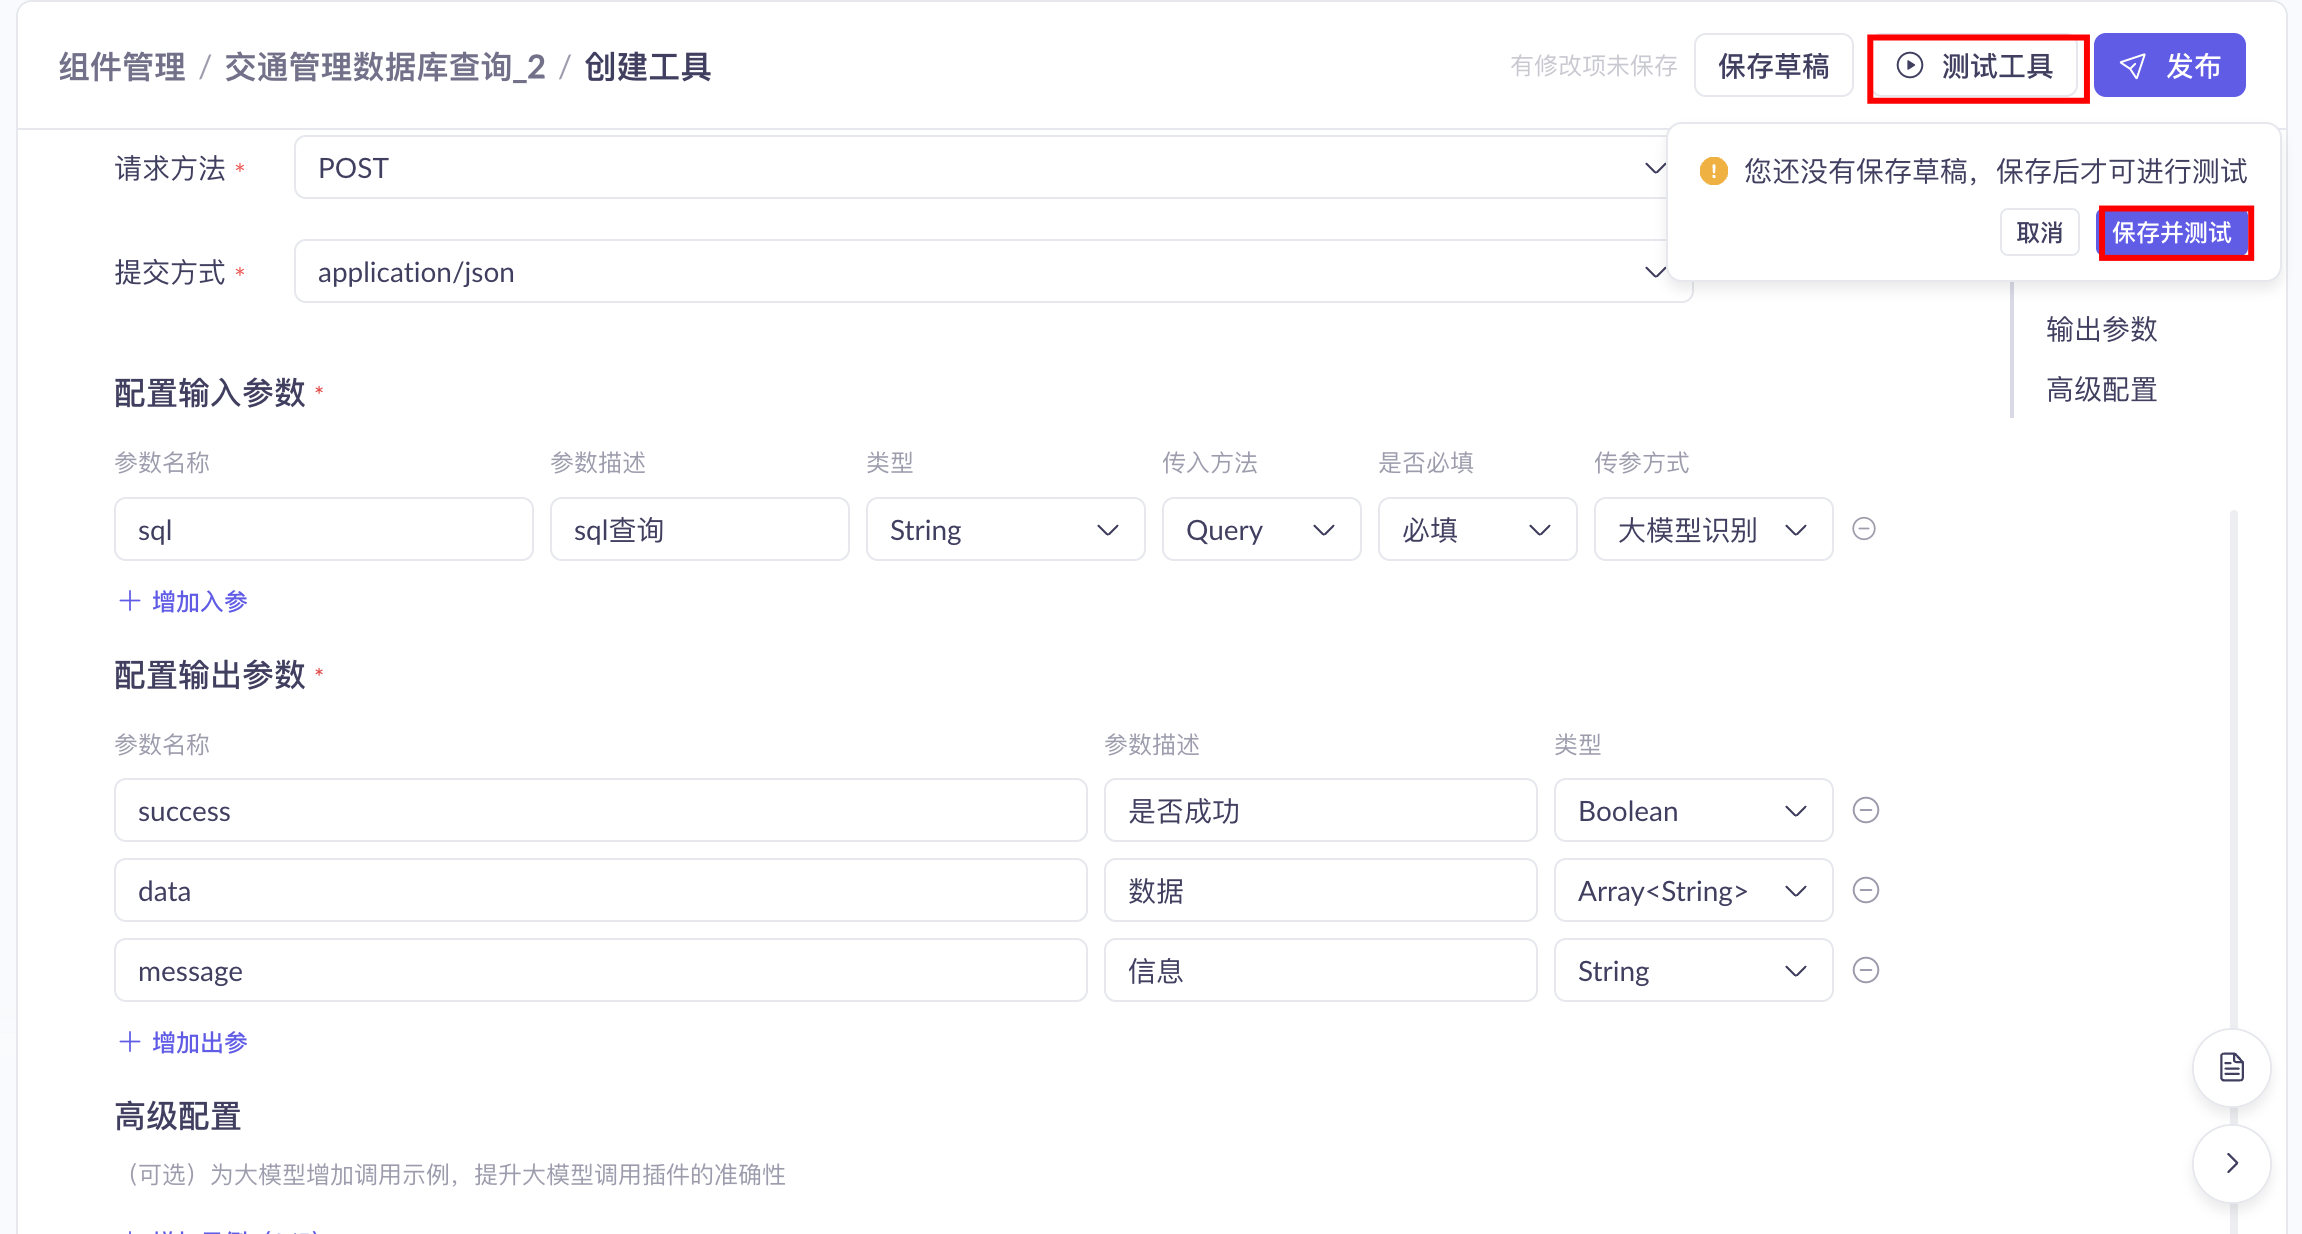 组件管理 / 交通管理数据库查询_2 / 创建工具
有修改项未保存
保存草稿
测试工具
发布
您还没有保存草稿，保存后才可进行测试
取消
保存并测试
请求方法 *
POST
提交方式 *
application/json
输出参数
高级配置
配置输入参数 *
参数名称 参数描述 类型 传入方法 是否必填 传参方式
sql sql查询 String Query 必填 大模型识别
+ 增加入参
配置输出参数 *
参数名称 参数描述 类型
success 是否成功 Boolean
data 数据 Array<String>
message 信息 String
+ 增加出参
高级配置
（可选）为大模型增加调用示例，提升大模型调用插件的准确性